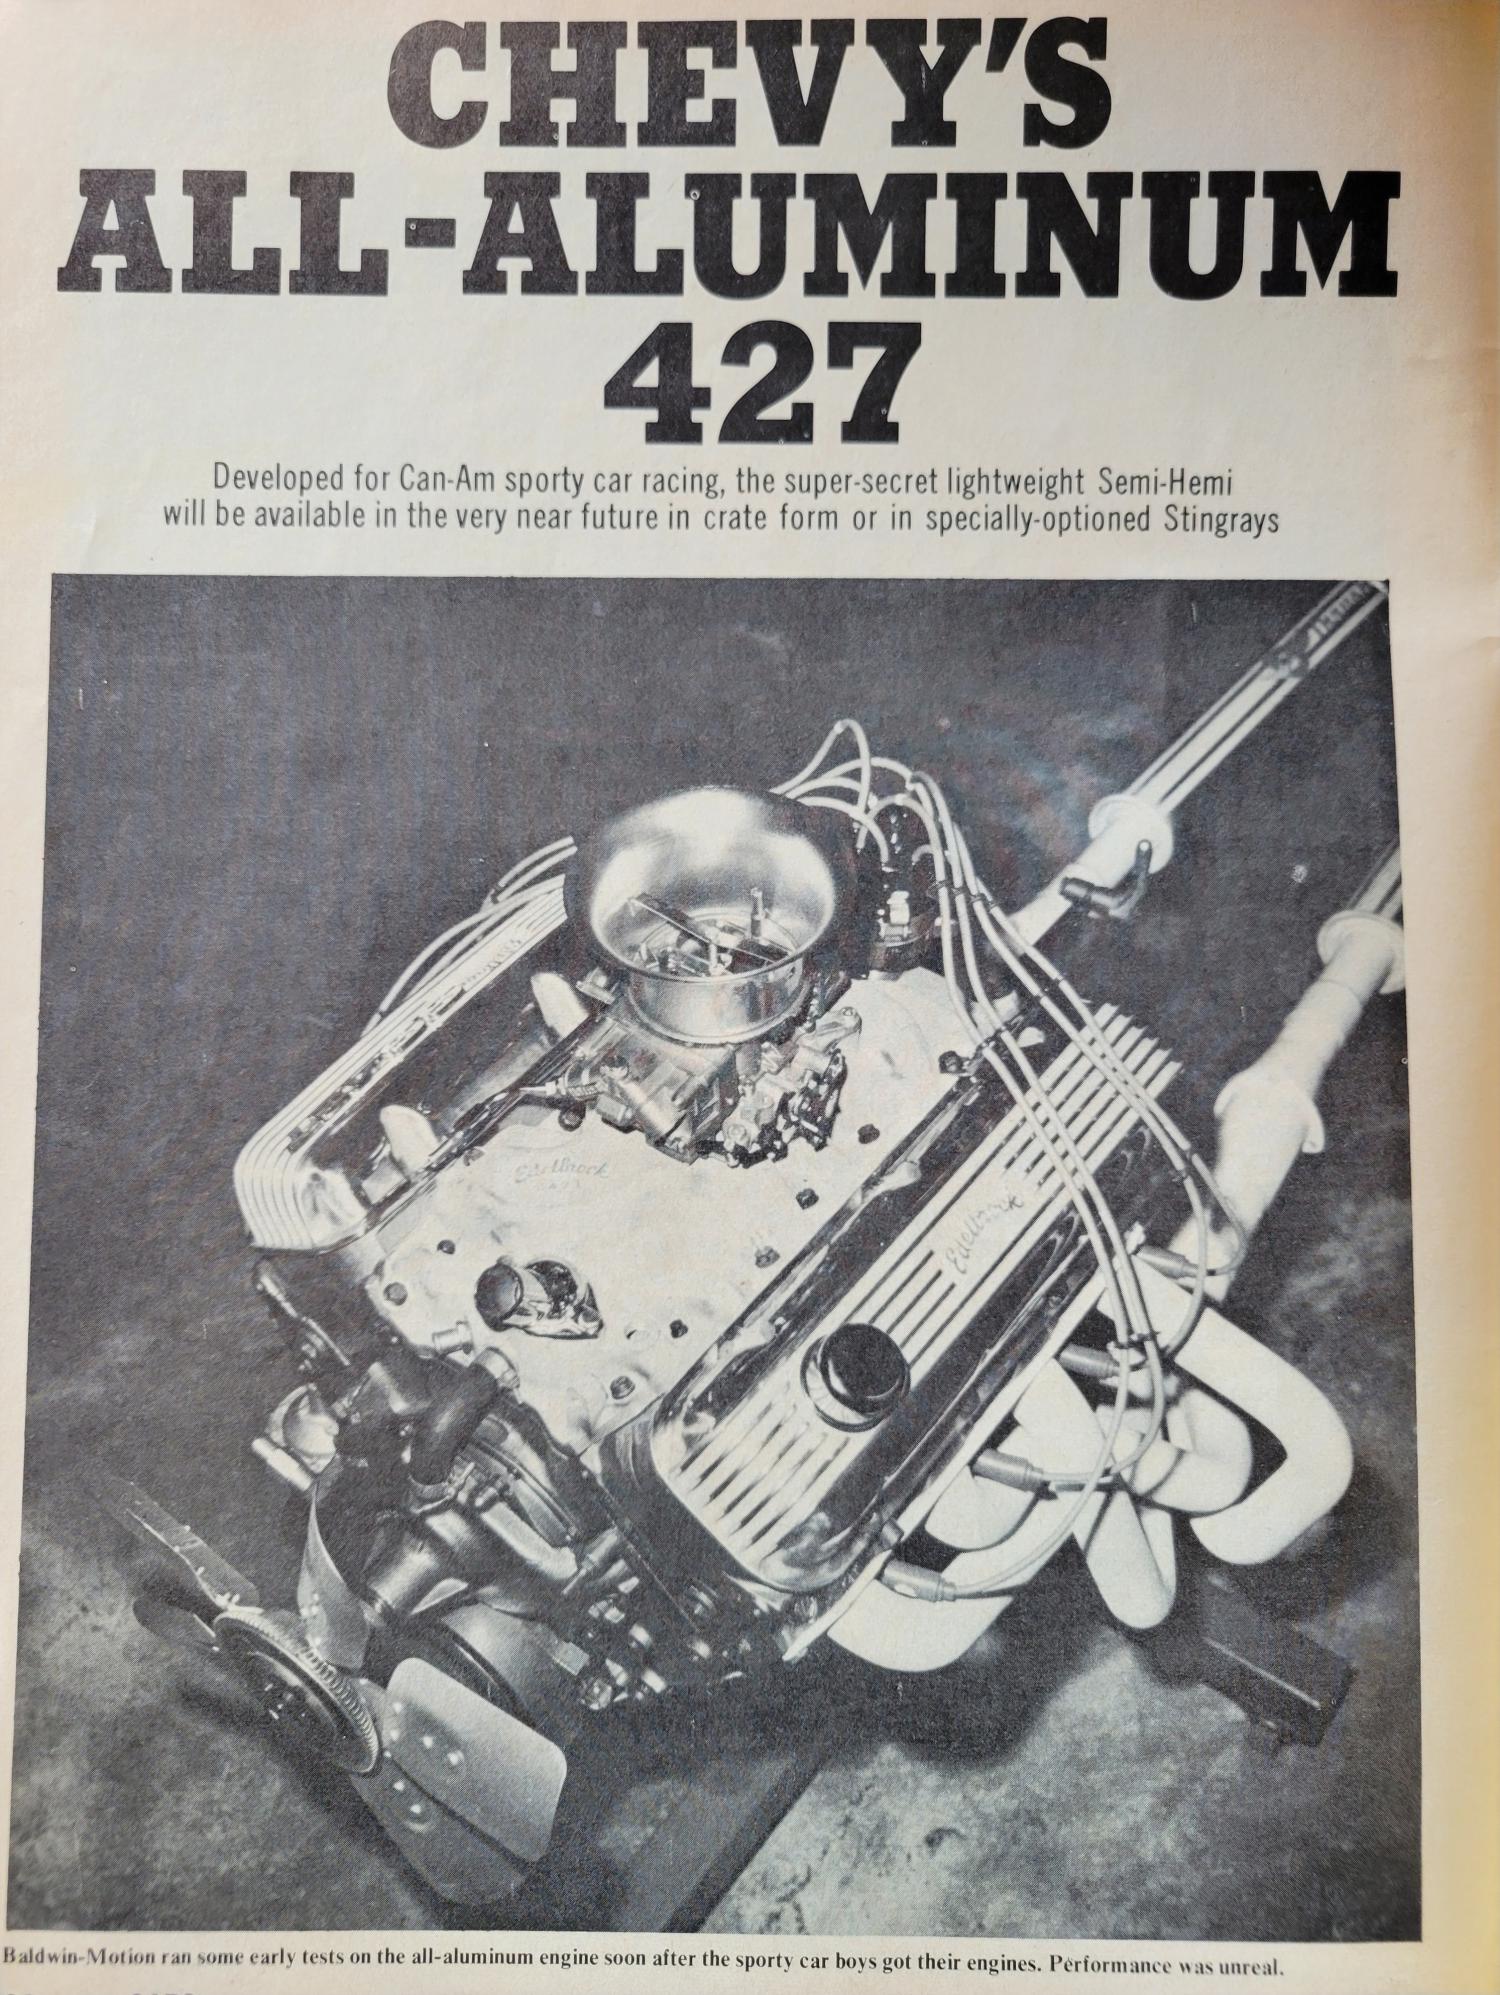 CHEVY'S
ALL-ALUMINUM
427
Developed for Can-Am sporty car racing, the super-secret lightweight Semi-Hemi
will be available in the very near future in crate form or in specially-optioned Stingrays
Edelbrock
Edelbrock
Baldwin-Motion ran some early tests on the all-aluminum engine soon after the sporty car boys got their engines. Performance was unreal.